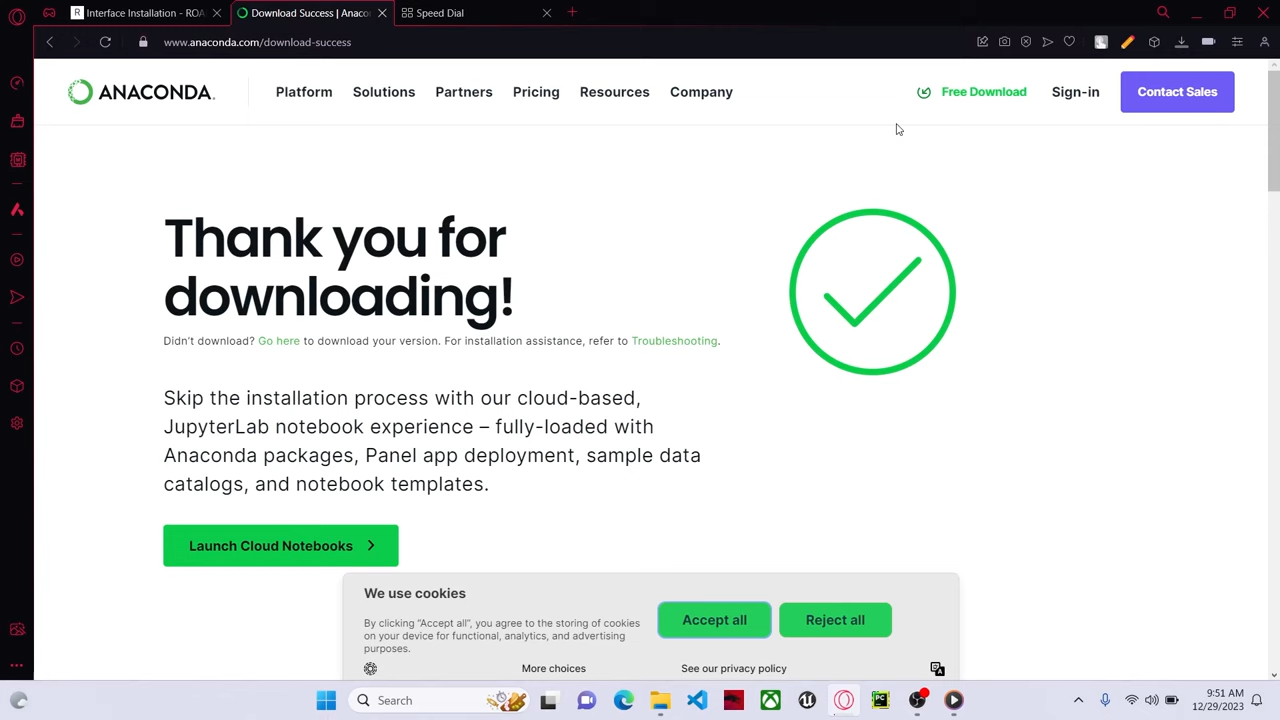 Interface Installation - ROA
Download Success | Anaco
Speed Dial
www.anaconda.com/download-success
ANACONDA.
Platform
Solutions
Partners
Pricing
Resources
Company
Free Download
Sign-in
Contact Sales
Thank you for
downloading!
Didn't download? Go here to download your version. For installation assistance, refer to Troubleshooting.
Skip the installation process with our cloud-based,
JupyterLab notebook experience – fully-loaded with
Anaconda packages, Panel app deployment, sample data
catalogs, and notebook templates.
Launch Cloud Notebooks
We use cookies
By clicking “Accept all”, you agree to the storing of cookies
on your device for functional, analytics, and advertising
purposes.
Accept all
Reject all
More choices
See our privacy policy
Search
9:51 AM
12/29/2023